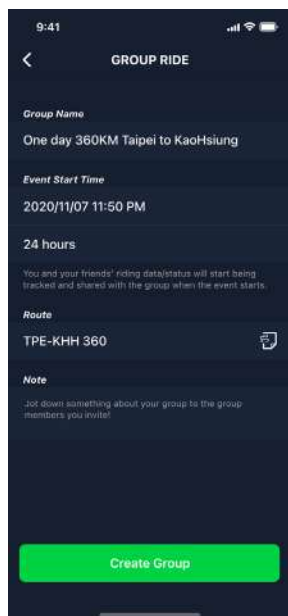 9:41
GROUP RIDE
Group Name
One day 360KM Taipei to KaoHsiung
Event Start Time
2020/11/07 11:50 PM
24 hours
You and your friends' riding data/status will start being
tracked and shared with the group when the event starts.
Route
TPE-KHH 360
Note
Jot down something about your group to the group
members you invite!
Create Group